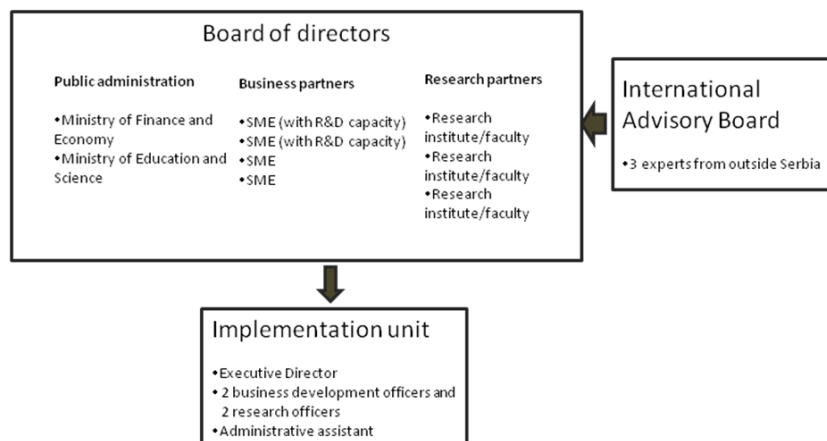 Board of directors
Public administration
◆Ministry of Finance and
Economy
◆Ministry of Education and
Science
Business partners
◆SME (with R&D capacity)
◆SME (with R&D capacity)
◆SME
◆SME
Research partners
◆Research
institute/faculty
◆Research
institute/faculty
◆Research
institute/faculty
International
Advisory Board
◆3 experts from outside Serbia
Implementation unit
◆Executive Director
◆2 business development officers and
2 research officers
◆Administrative assistant